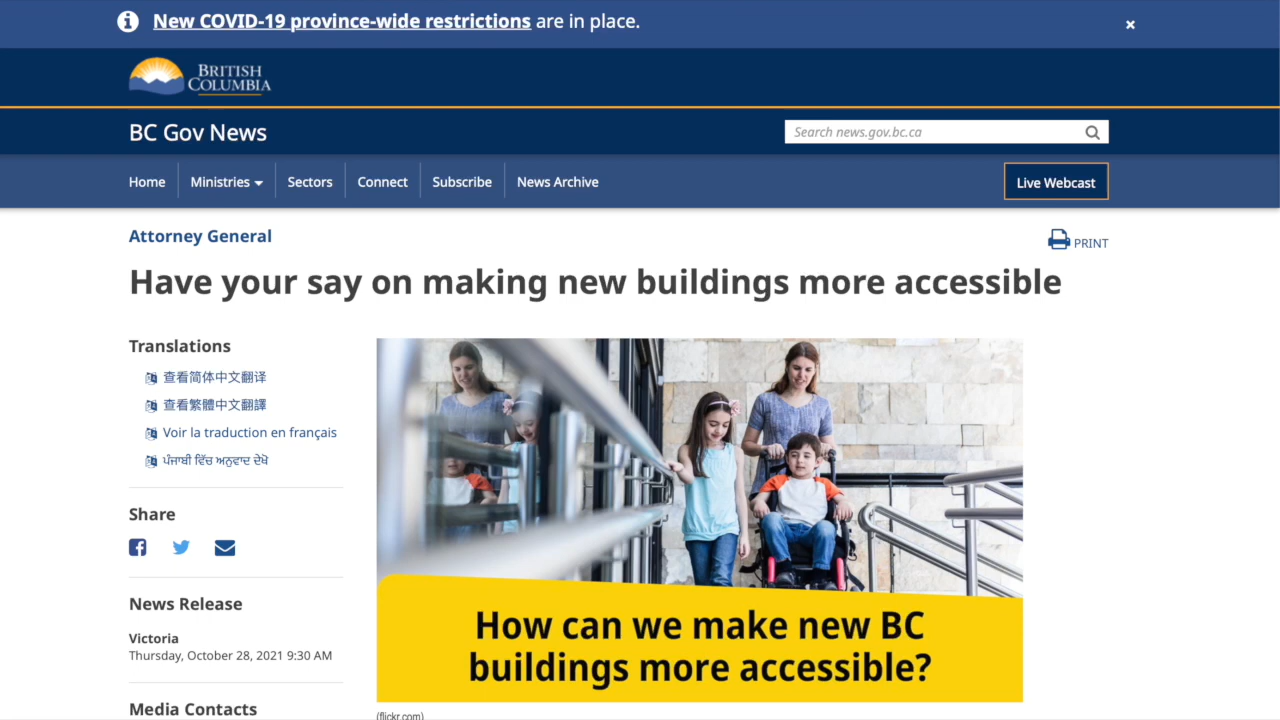 New COVID-19 province-wide restrictions are in place.
×
BRITISH
COLUMBIA
BC Gov News
Search news.gov.bc.ca
Home
Ministries
Sectors
Connect
Subscribe
News Archive
Live Webcast
Attorney General
PRINT
Have your say on making new buildings more accessible
Translations
查看简体中文翻译
查看繁體中文翻譯
Voir la traduction en français
ਪੰਜਾਬੀ ਵਿੱਚ ਅਨੁਵਾਦ ਦੇਖੋ
Share
News Release
Victoria
Thursday, October 28, 2021 9:30 AM
Media Contacts
How can we make new BC
buildings more accessible?
(flickr.com)